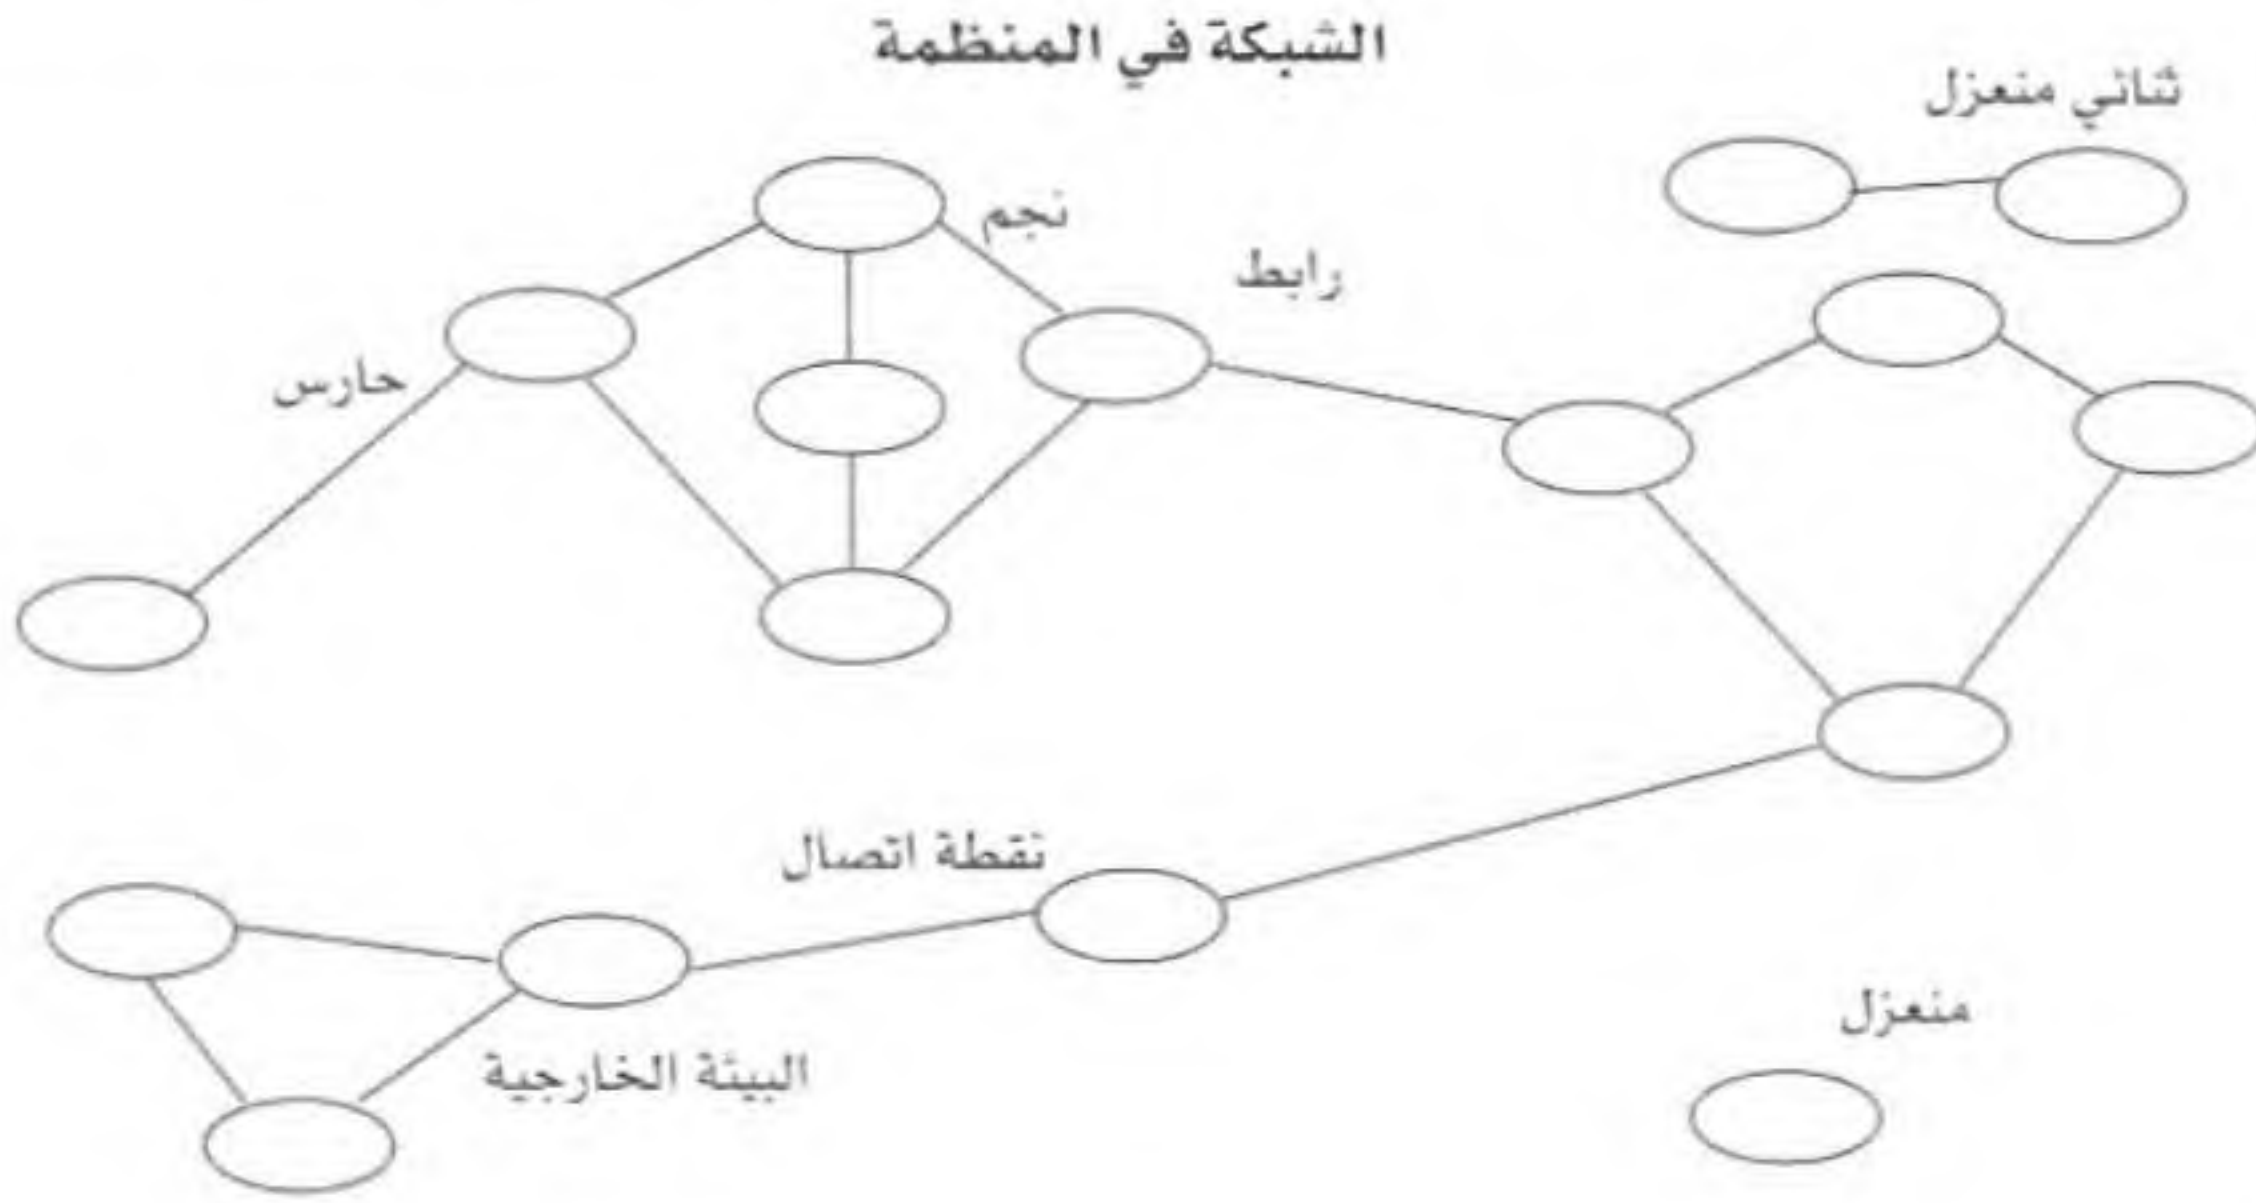 الشبكة في المنظمة
ثنائي منعزل
نجم
رابط
حارس
نقطة اتصال
منعزل
البيئة الخارجية